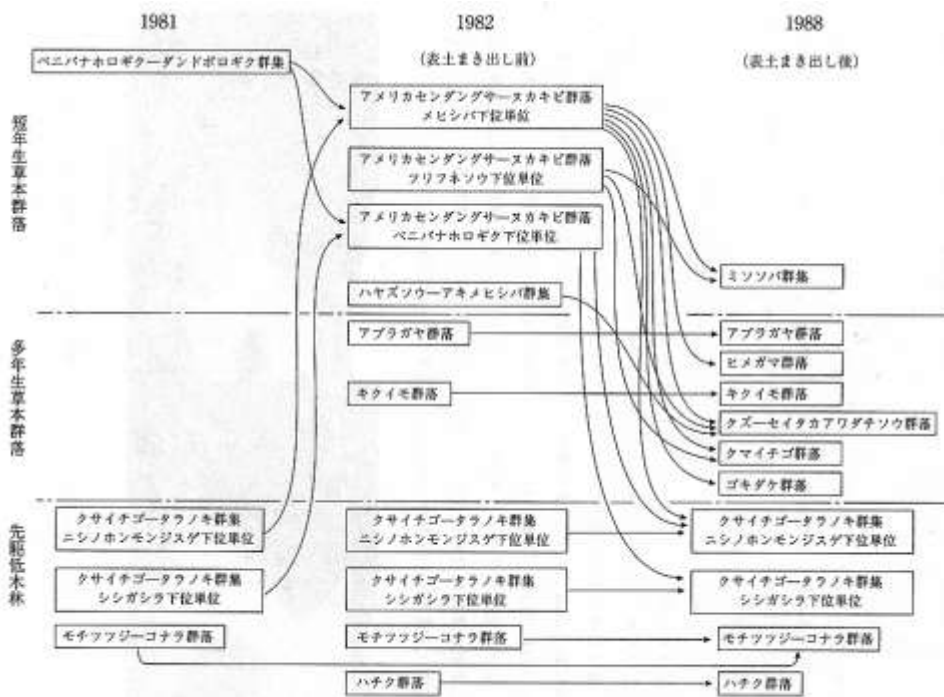 1981
1982
1988
(表土まき出し前)
(表土まき出し後)
短年生草本群落
ベニバナホロギクーダンドボロギク群集
アメリカセンダングサーヌカキビ群落
メヒシバ下位単位
アメリカセンダングサーヌカキビ群落
ツリフネソウ下位単位
アメリカセンダングサーヌカキビ群落
ベニバナホロギク下位単位
ハヤズソウーアキメヒシバ群集
ミゾソバ群集
多年生草本群落
アブラガヤ群落
キクイモ群落
アブラガヤ群落
ヒメガマ群落
キクイモ群落
クズーセイタカアワダチソウ群落
クマイチゴ群落
ゴキダケ群落
先駆低木林
クサイチゴータラノキ群集
ニシノホンモンジスゲ下位単位
クサイチゴータラノキ群集
シシガシラ下位単位
モチツツジーコナラ群落
クサイチゴータラノキ群集
ニシノホンモンジスゲ下位単位
クサイチゴータラノキ群集
シシガシラ下位単位
モチツツジーコナラ群落
ハチク群落
クサイチゴータラノキ群集
ニシノホンモンジスゲ下位単位
クサイチゴータラノキ群集
シシガシラ下位単位
モチツツジーコナラ群落
ハチク群落